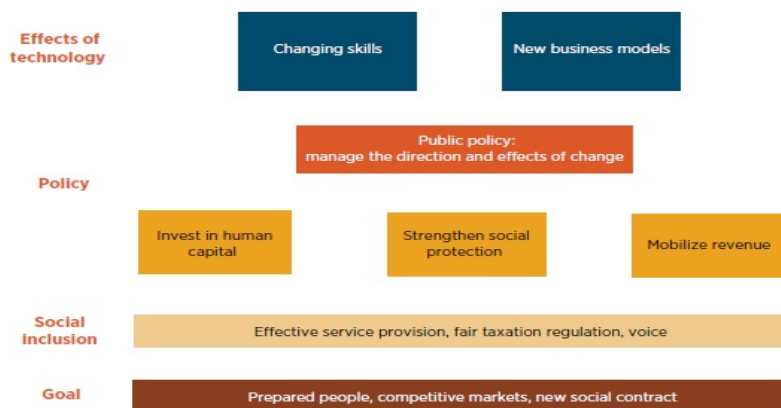 Effects of
technology
Changing skills
New business models
Public policy:
manage the direction and effects of change
Policy
Invest in human
capital
Strengthen social
protection
Mobilize revenue
Social
inclusion
Effective service provision, fair taxation regulation, voice
Goal
Prepared people, competitive markets, new social contract